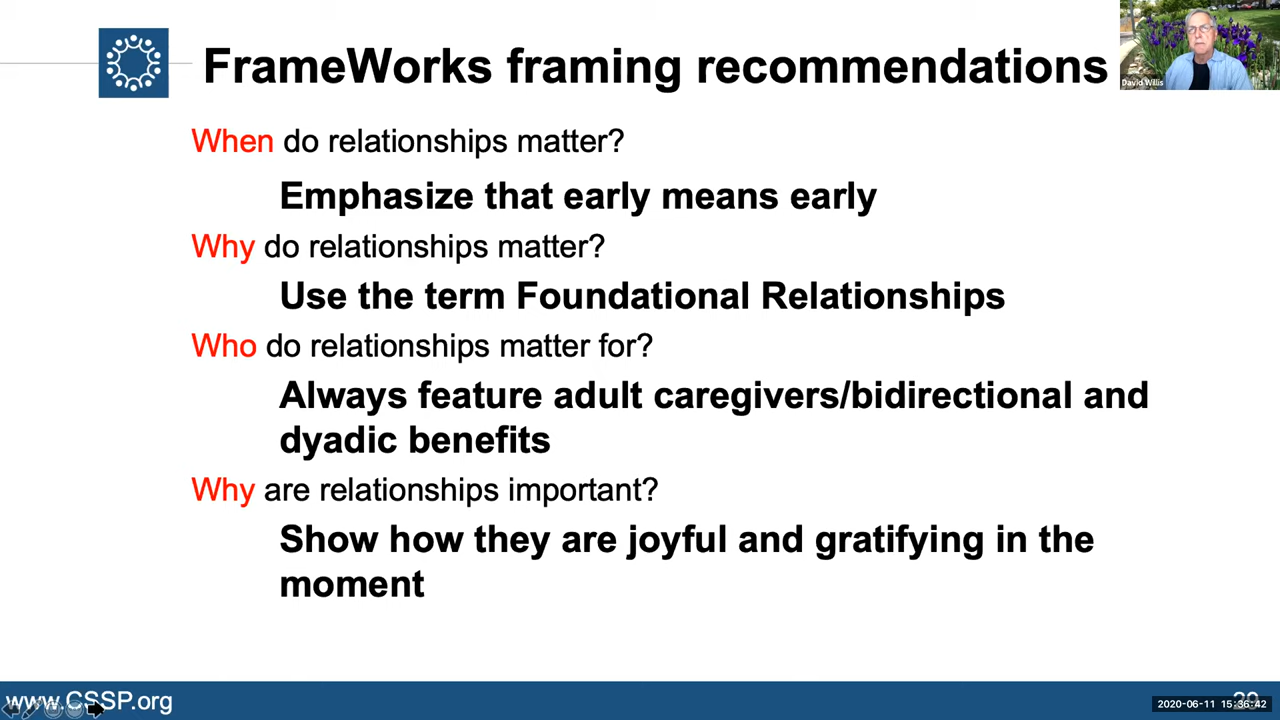 FrameWorks framing recommendations
David Willis
When do relationships matter?
Emphasize that early means early
Why do relationships matter?
Use the term Foundational Relationships
Who do relationships matter for?
Always feature adult caregivers/bidirectional and
dyadic benefits
Why are relationships important?
Show how they are joyful and gratifying in the
moment
www.CSSP.org
29
2020-06-11 15:36:42